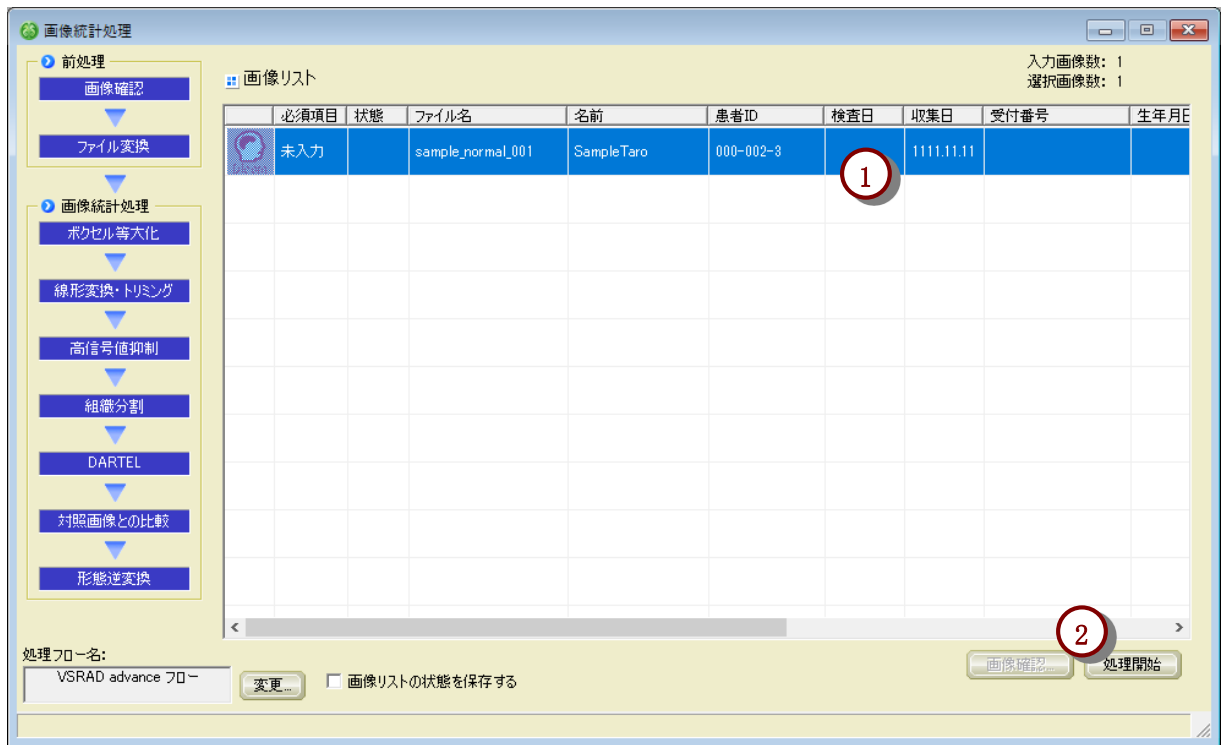 画像統計処理
前処理
画像確認
ファイル変換
画像統計処理
ボクセル等大化
線形変換・トリミング
高信号値抑制
組織分割
DARTEL
対照画像との比較
形態逆変換
画像リスト
入力画像数: 1
選択画像数: 1
必須項目 状態 ファイル名 名前 患者ID 検査日 収集日 受付番号 生年月日
未入力 sample_normal_001 SampleTaro 000-002-3 1111.11.11
1
2
処理フロー名:
VSRAD advance フロー
変更...
画像リストの状態を保存する
画像確認...
処理開始